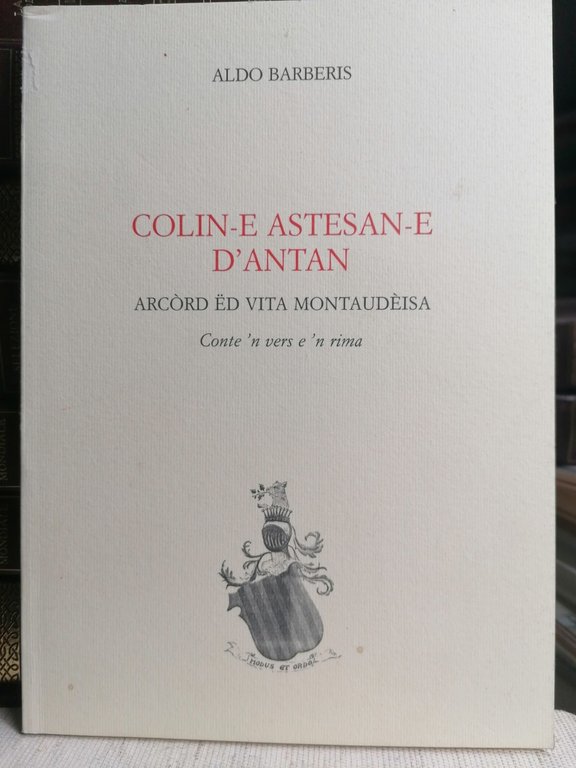 ALDO BARBERIS
COLIN-E ASTESAN-E
D'ANTAN
ARCÒRD ËD VITA MONTAUDÈISA
Conte 'n vers e 'n rima
MODUS ET ORDO